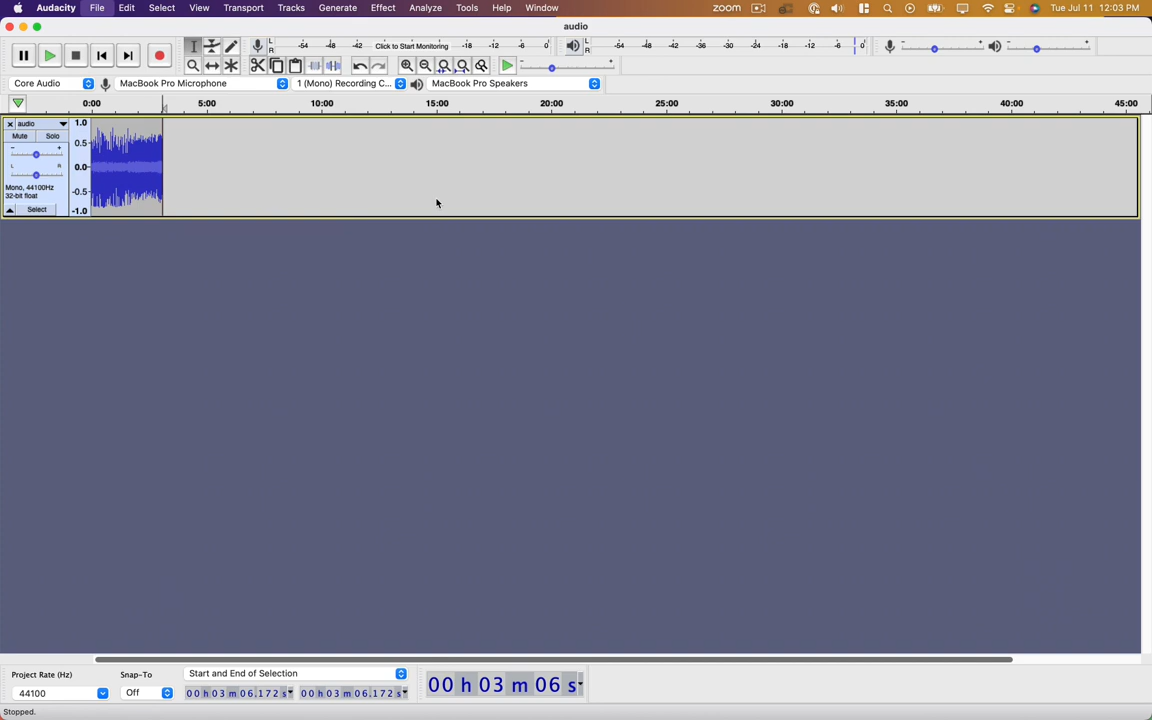 Audacity File Edit Select View Transport Tracks Generate Effect Analyze Tools Help Window zoom Tue Jul 11 12:03 PM
audio
L R -54 -48 -42 Click to Start Monitoring -18 -12 -6 0 L R -54 -48 -42 -36 -30 -24 -18 -12 -6 0 - + - +
- +
Core Audio MacBook Pro Microphone 1 (Mono) Recording C... MacBook Pro Speakers
0:00 5:00 10:00 15:00 20:00 25:00 30:00 35:00 40:00 45:00
audio 1.0
Mute Solo
- + 0.5
L R 0.0
Mono, 44100Hz
32-bit float -0.5
Select -1.0
Project Rate (Hz) Snap-To Start and End of Selection
44100 Off 00 h 03 m 06.172 s 00 h 03 m 06.172 s 00 h 03 m 06 s
Stopped.